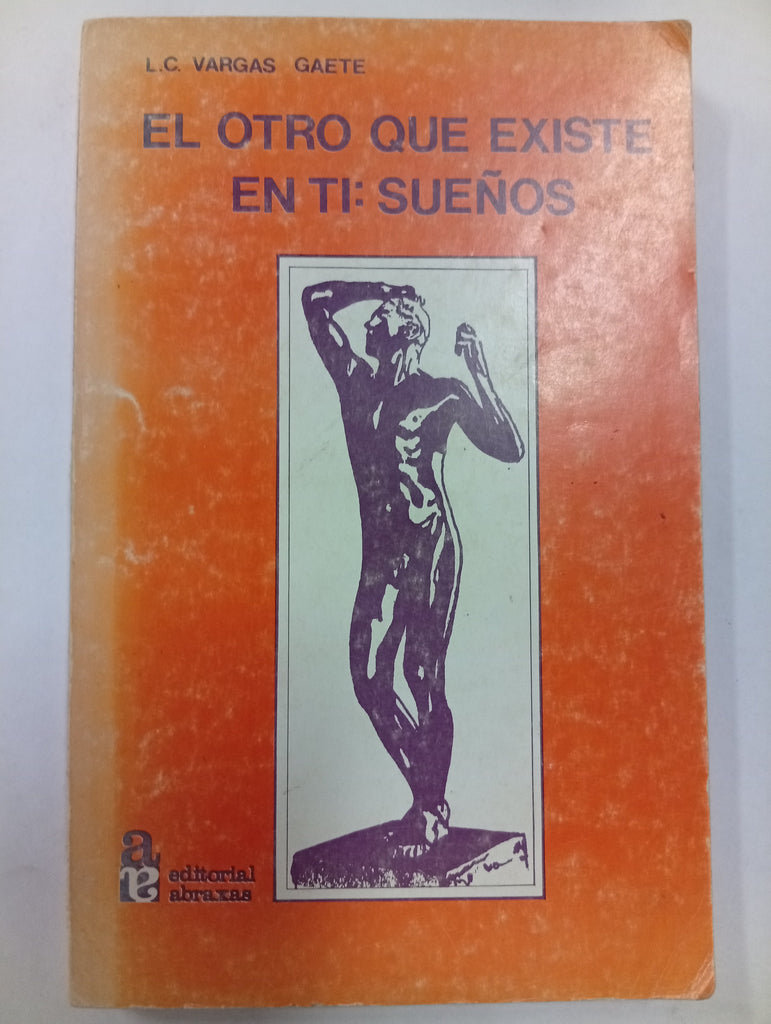 L.C. VARGAS GAETE
EL OTRO QUE EXISTE
EN TI: SUEÑOS
a
e
editorial
abraxas